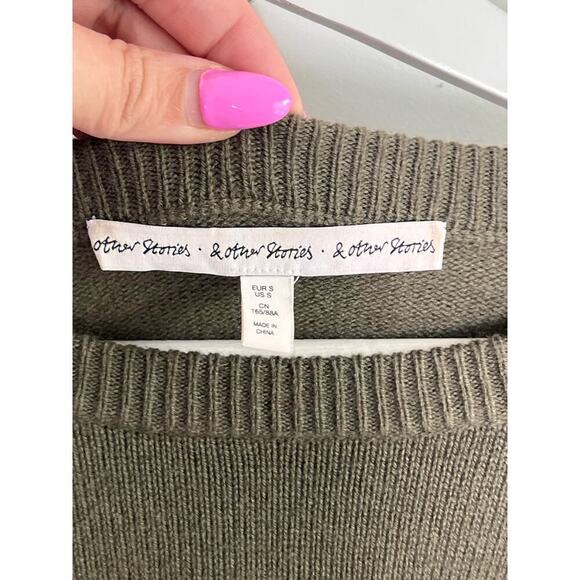 other Stories · & other Stories · & other Stories
EUR S
US S
CN
165/88A
MADE IN
CHINA